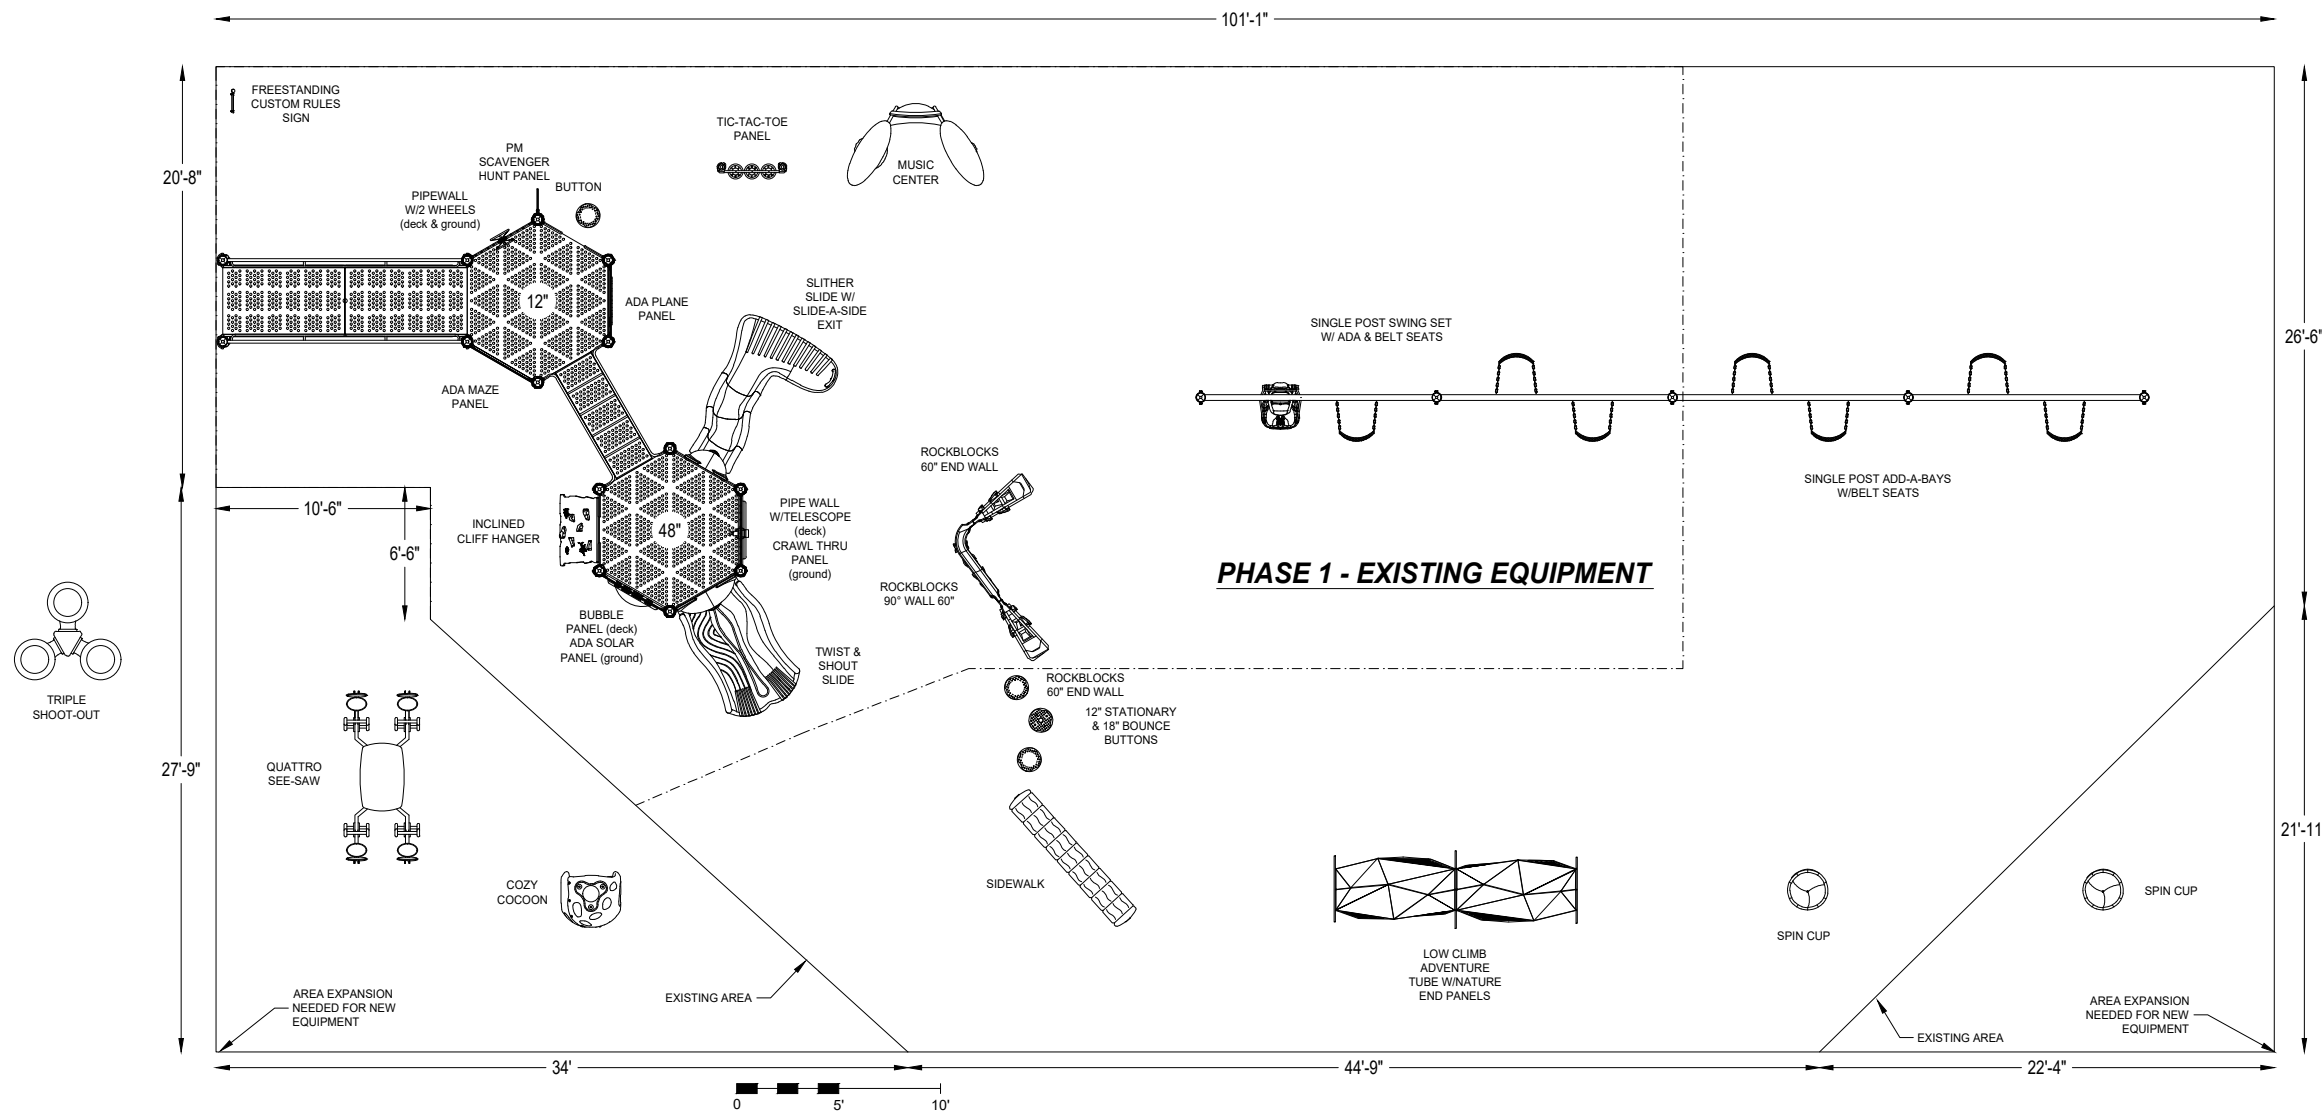 101'-1"
FREESTANDING
CUSTOM RULES
SIGN
20'-8"
PM
SCAVENGER
HUNT PANEL
BUTTON
PIPEWALL
W/2 WHEELS
(deck & ground)
TIC-TAC-TOE
PANEL
MUSIC
CENTER
12"
ADA PLANE
PANEL
SLITHER
SLIDE W/
SLIDE-A-SIDE
EXIT
ADA MAZE
PANEL
SINGLE POST SWING SET
W/ ADA & BELT SEATS
26'-6"
SINGLE POST ADD-A-BAYS
W/BELT SEATS
10'-6"
6'-6"
INCLINED
CLIFF HANGER
48"
PIPE WALL
W/TELESCOPE
(deck)
CRAWL THRU
PANEL
(ground)
ROCKBLOCKS
60" END WALL
ROCKBLOCKS
90° WALL 60"
PHASE 1 - EXISTING EQUIPMENT
BUBBLE
PANEL (deck)
ADA SOLAR
PANEL (ground)
TWIST &
SHOUT
SLIDE
ROCKBLOCKS
60" END WALL
12" STATIONARY
& 18" BOUNCE
BUTTONS
TRIPLE
SHOOT-OUT
27'-9"
QUATTRO
SEE-SAW
COZY
COCOON
SIDEWALK
LOW CLIMB
ADVENTURE
TUBE W/NATURE
END PANELS
SPIN CUP
SPIN CUP
21'-11
AREA EXPANSION
NEEDED FOR NEW
EQUIPMENT
EXISTING AREA
EXISTING AREA
AREA EXPANSION
NEEDED FOR NEW
EQUIPMENT
34'
44'-9"
22'-4"
0 5' 10'